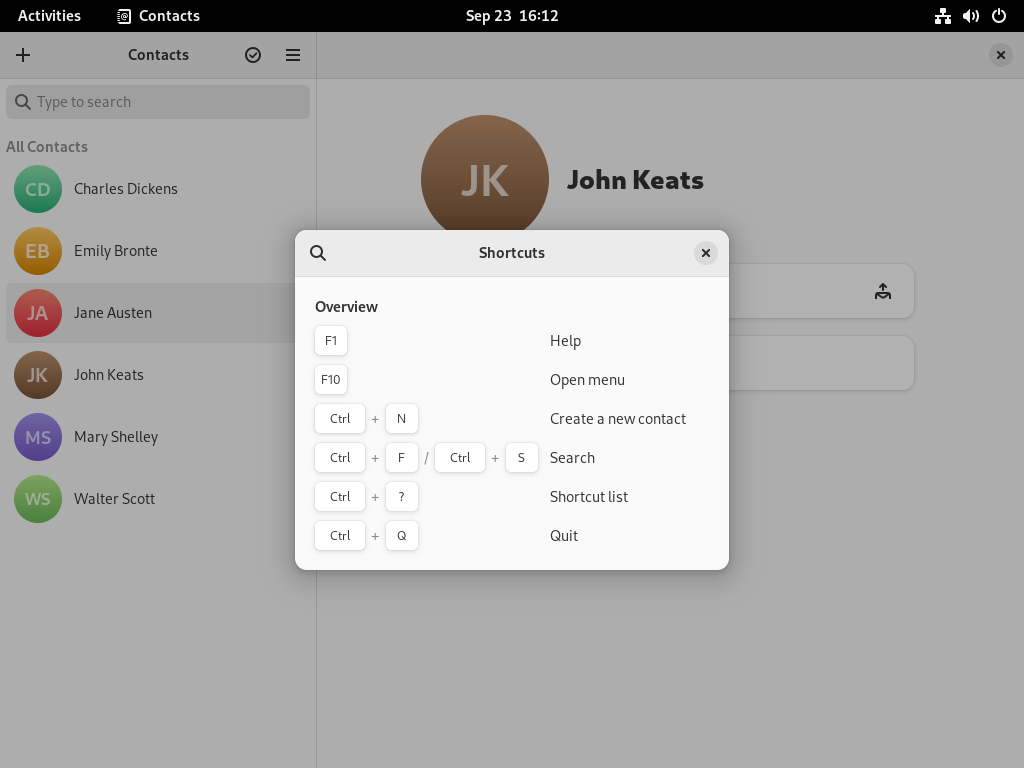 Activities Contacts Sep 23 16:12
Contacts
Type to search
All Contacts
CD Charles Dickens
EB Emily Bronte
JA Jane Austen
JK John Keats
MS Mary Shelley
WS Walter Scott
JK John Keats
Shortcuts
Overview
F1 Help
F10 Open menu
Ctrl + N Create a new contact
Ctrl + F / Ctrl + S Search
Ctrl + ? Shortcut list
Ctrl + Q Quit